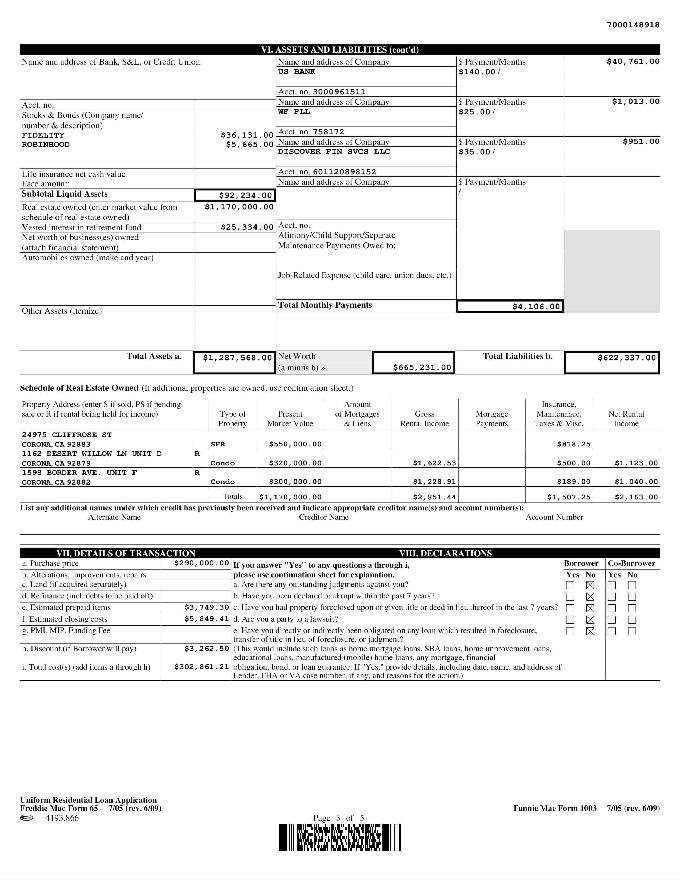 7000148918
VI. ASSETS AND LIABILITIES (cont'd)
Name and address of Bank, S&L, or Credit Union
Name and address of Company
$ Payment/Months
$40,761.00
US BANK
$140.00 /
Acct. no. 3000961511
Acct. no.
Name and address of Company
$ Payment/Months
$1,013.00
Stocks & Bonds (Company name/
number & description)
WF PLL
$25.00 /
FIDELITY
$36,131.00
Acct. no. 758172
ROBINHOOD
$5,665.00
Name and address of Company
$ Payment/Months
$951.00
DISCOVER FIN SVCS LLC
$35.00 /
Life insurance net cash value
Acct. no. 601120898152
Face amount:
Name and address of Company
$ Payment/Months
/
Subtotal Liquid Assets
$92,234.00
Real estate owned (enter market value from
schedule of real estate owned)
$1,170,000.00
Vested interest in retirement fund
$25,334.00
Acct. no.
Net worth of business(es) owned
(attach financial statement)
Alimony/Child Support/Separate
Maintenance Payments Owed to:
Automobiles owned (make and year)
Job-Related Expense (child care, union dues, etc.)
Other Assets (itemize)
Total Monthly Payments
$4,106.00
Total Assets a.
$1,287,568.00
Net Worth
(a minus b) »
$665,231.00
Total Liabilities b.
$622,337.00
Schedule of Real Estate Owned (If additional properties are owned, use continuation sheet.)
Property Address (enter S if sold, PS if pending
sale or R if rental being held for income)
Type of
Property
Present
Market Value
Amount
of Mortgages
& Liens
Gross
Rental Income
Mortgage
Payments
Insurance,
Maintenance,
Taxes & Misc.
Net Rental
Income
24975 CLIFFROSE ST
CORONA, CA 92883
SFR
$550,000.00
$818.25
1162 DESERT WILLOW LN UNIT D
R
CORONA, CA 92879
Condo
$320,000.00
$1,622.53
$500.00
$1,123.00
1598 BORDER AVE. UNIT F
R
CORONA, CA 92882
Condo
$300,000.00
$1,228.91
$189.00
$1,040.00
Totals
$1,170,000.00
$2,851.44
$1,507.25
$2,163.00
List any additional names under which credit has previously been received and indicate appropriate creditor name(s) and account number(s):
Alternate Name
Creditor Name
Account Number
VII. DETAILS OF TRANSACTION
VIII. DECLARATIONS
a. Purchase price
$290,000.00
If you answer "Yes" to any questions a through i,
please use continuation sheet for explanation.
Borrower
Co-Borrower
Yes No
Yes No
b. Alterations, improvements, repairs
c. Land (if acquired separately)
a. Are there any outstanding judgments against you?
d. Refinance (incl. debts to be paid off)
b. Have you been declared bankrupt within the past 7 years?
e. Estimated prepaid items
$3,749.30
c. Have you had property foreclosed upon or given title or deed in lieu thereof in the last 7 years?
f. Estimated closing costs
$5,849.41
d. Are you a party to a lawsuit?
g. PMI, MIP, Funding Fee
e. Have you directly or indirectly been obligated on any loan which resulted in foreclosure,
transfer of title in lieu of foreclosure, or judgment?
h. Discount (if Borrower will pay)
$3,262.50
(This would include such loans as home mortgage loans, SBA loans, home improvement loans,
educational loans, manufactured (mobile) home loans, any mortgage, financial
i. Total cost(s) (add items a through h)
$302,861.21
obligation, bond, or loan guarantee. If "Yes," provide details, including date, name, and address of
Lender, FHA or VA case number, if any, and reasons for the action.)
Uniform Residential Loan Application
Freddie Mac Form 65 7/05 (rev. 6/09)
Fannie Mae Form 1003 7/05 (rev. 6/09)
4193.866
Page 3 of 5